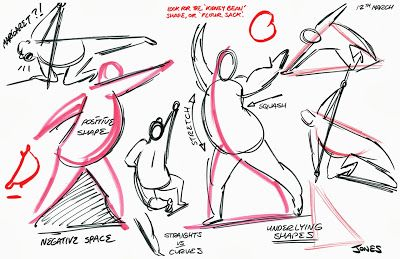 MARGARET?!
LOOK FOR THE 'KIDNEY BEAN'
SHAPE, OR 'FLOUR SACK'.
12TH MARCH
POSITIVE
SHAPE
STRETCH
SQUASH
NEGATIVE SPACE
STRAIGHTS
VS
CURVES
UNDERLYING
SHAPES
JONES